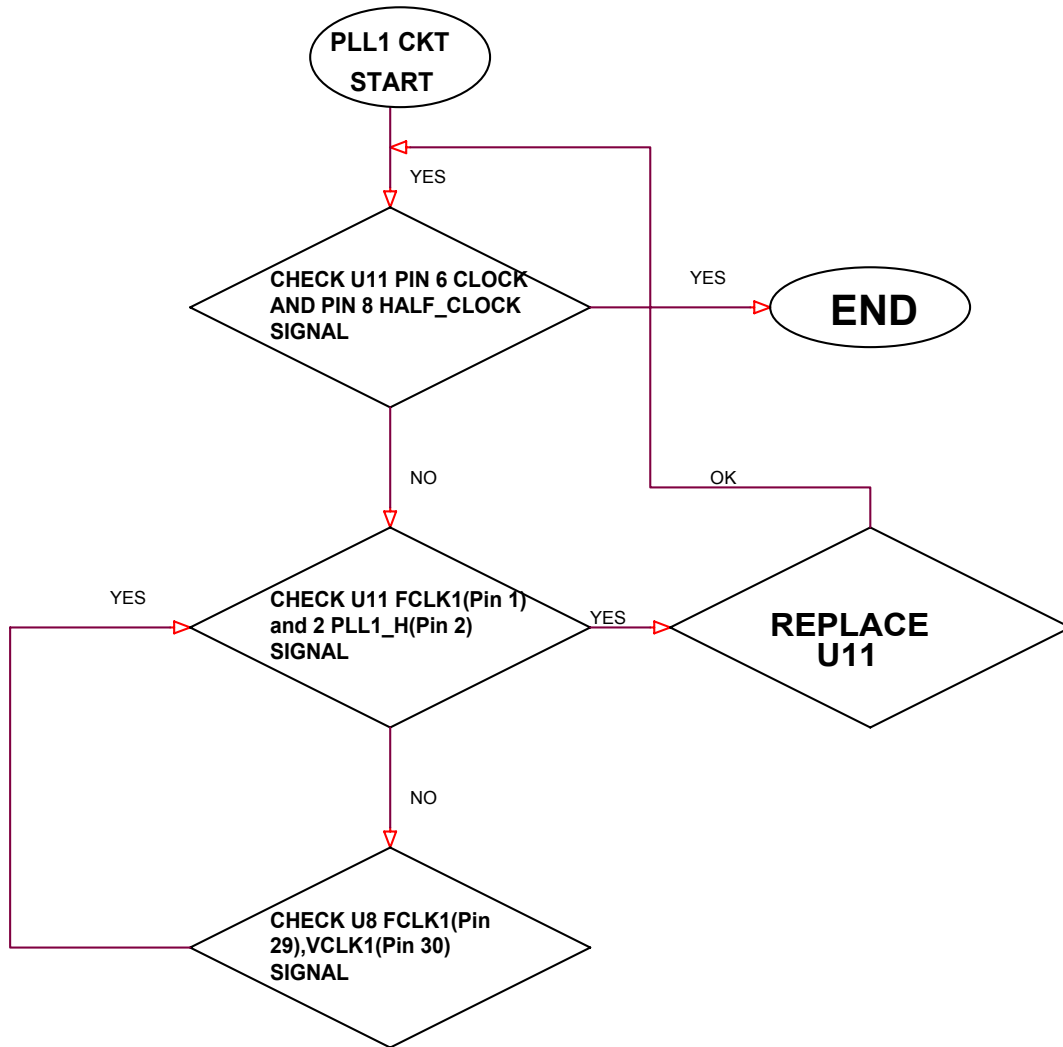 PLL1 CKT
START
YES
CHECK U11 PIN 6 CLOCK
AND PIN 8 HALF_CLOCK
SIGNAL
YES
END
NO
OK
YES
CHECK U11 FCLK1(Pin 1)
and 2 PLL1_H(Pin 2)
SIGNAL
YES
REPLACE
U11
NO
CHECK U8 FCLK1(Pin
29),VCLK1(Pin 30)
SIGNAL